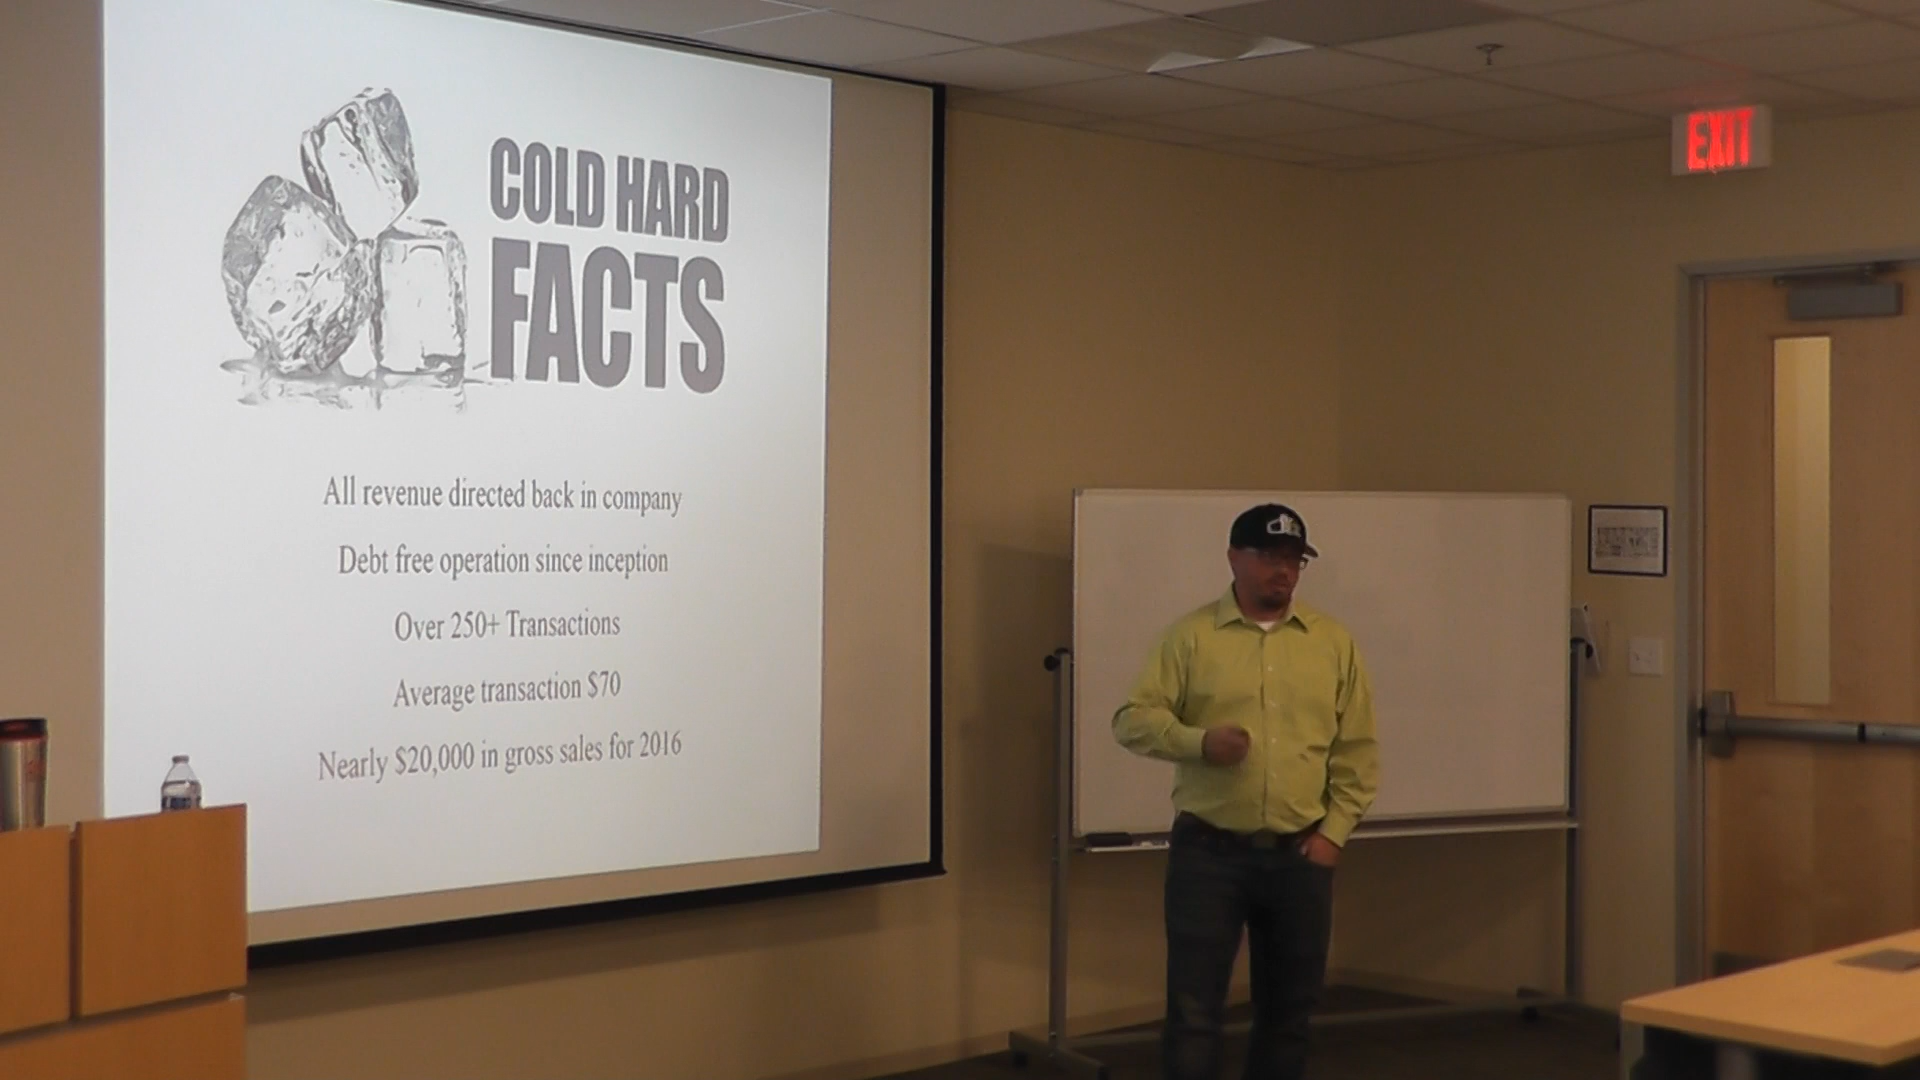 COLD HARD
FACTS
All revenue directed back in company
Debt free operation since inception
Over 250+ Transactions
Average transaction $70
Nearly $20,000 in gross sales for 2016
EXIT